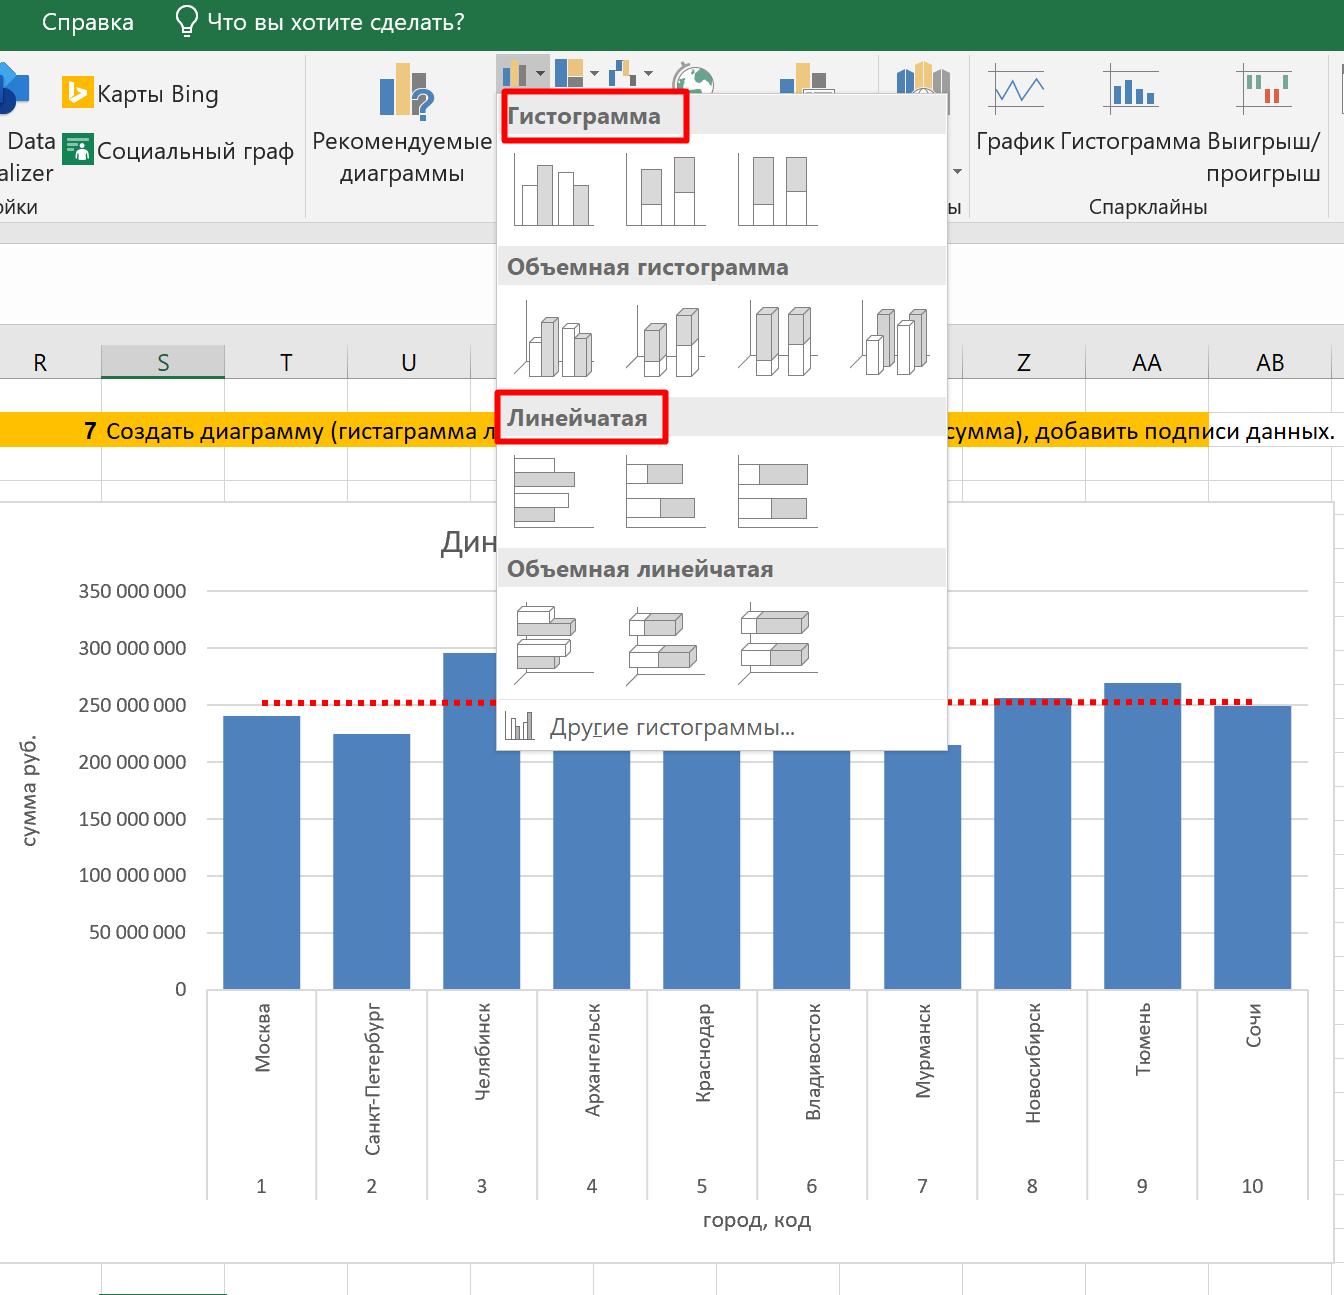 Справка
Что вы хотите сделать?
Карты Bing
Data
alizer
Социальный граф
ойки
Рекомендуемые
диаграммы
ы
График
Гистограмма
Выигрыш/
проигрыш
Спарклайны
Гистограмма
Объемная гистограмма
Линейчатая
Объемная линейчатая
Другие гистограммы...
R S T U Z AA AB
7 Создать диаграмму (гистаграмма л
сумма), добавить подписи данных.
Дин
350 000 000
300 000 000
250 000 000
200 000 000
150 000 000
100 000 000
50 000 000
0
сумма руб.
Москва
Санкт-Петербург
Челябинск
Архангельск
Краснодар
Владивосток
Мурманск
Новосибирск
Тюмень
Сочи
1 2 3 4 5 6 7 8 9 10
город, код